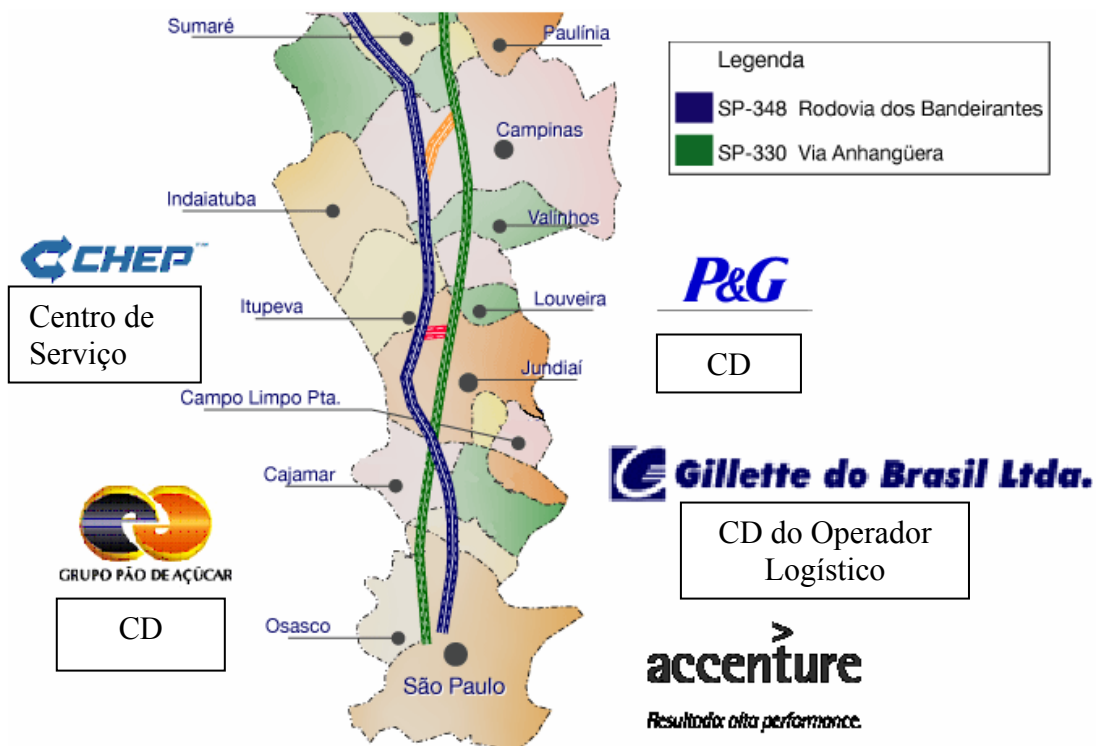 Sumaré
Paulínia
Legenda
SP-348 Rodovia dos Bandeirantes
SP-330 Via Anhangüera
Campinas
Indaiatuba
Valinhos
CHEP™
Centro de
Serviço
Itupeva
Louveira
P&G
CD
Jundiaí
Campo Limpo Pta.
Cajamar
Gillette do Brasil Ltda.
CD do Operador
Logístico
GRUPO PÃO DE AÇÚCAR
CD
Osasco
São Paulo
>
accenture
Resultado: alta performance.